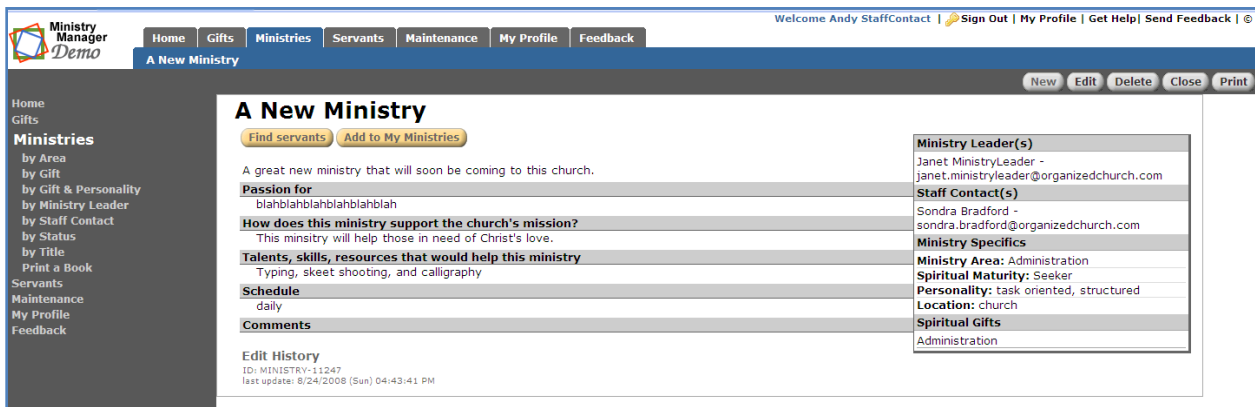 Welcome Andy StaffContact | Sign Out | My Profile | Get Help| Send Feedback | ©
Ministry
Manager
Demo
Home Gifts Ministries Servants Maintenance My Profile Feedback
A New Ministry
New Edit Delete Close Print
Home
Gifts
Ministries
by Area
by Gift
by Gift & Personality
by Ministry Leader
by Staff Contact
by Status
by Title
Print a Book
Servants
Maintenance
My Profile
Feedback
A New Ministry
Find servants Add to My Ministries
A great new ministry that will soon be coming to this church.
Passion for
blahblahblahblahblahblah
How does this ministry support the church's mission?
This minsitry will help those in need of Christ's love.
Talents, skills, resources that would help this ministry
Typing, skeet shooting, and calligraphy
Schedule
daily
Comments
Edit History
ID: MINISTRY-11247
last update: 8/24/2008 (Sun) 04:43:41 PM
Ministry Leader(s)
Janet MinistryLeader -
janet.ministryleader@organizedchurch.com
Staff Contact(s)
Sondra Bradford -
sondra.bradford@organizedchurch.com
Ministry Specifics
Ministry Area: Administration
Spiritual Maturity: Seeker
Personality: task oriented, structured
Location: church
Spiritual Gifts
Administration